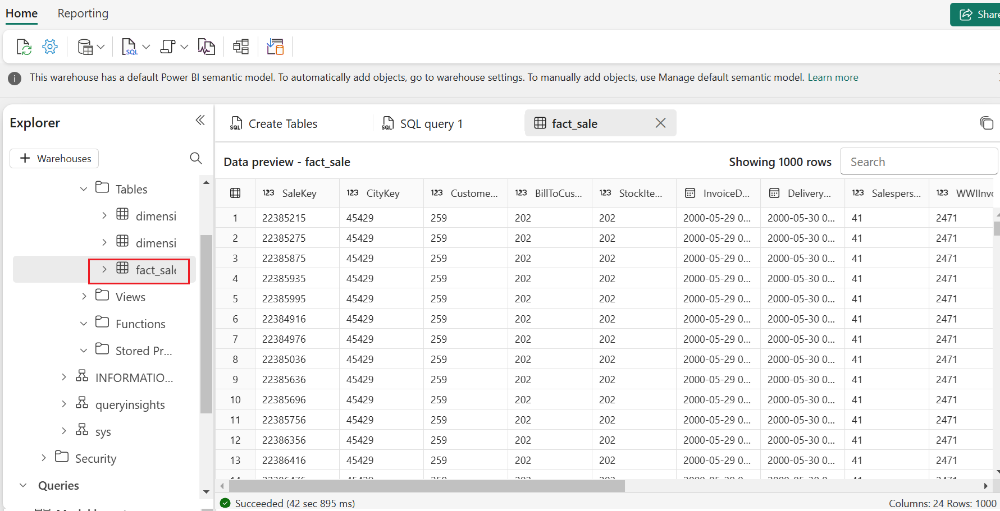 Home Reporting Share
SQL
This warehouse has a default Power BI semantic model. To automatically add objects, go to warehouse settings. To manually add objects, use Manage default semantic model. Learn more
Explorer
Warehouses
Tables
dimensi
dimensi
fact_sale
Views
Functions
Stored Pr...
INFORMATIO...
queryinsights
sys
Security
Queries
SQL Create Tables SQL SQL query 1 fact_sale
Data preview - fact_sale Showing 1000 rows Search
123 SaleKey 123 CityKey 123 Custome... 123 BillToCus... 123 StockIte... InvoiceD... Delivery... 123 Salespers... 123 WWIInvo
1 22385215 45429 259 202 202 2000-05-29 0... 2000-05-30 0... 41 2471
2 22385275 45429 259 202 202 2000-05-29 0... 2000-05-30 0... 41 2471
3 22385875 45429 259 202 202 2000-05-29 0... 2000-05-30 0... 41 2471
4 22385935 45429 259 202 202 2000-05-29 0... 2000-05-30 0... 41 2471
5 22385995 45429 259 202 202 2000-05-29 0... 2000-05-30 0... 41 2471
6 22384916 45429 259 202 202 2000-05-29 0... 2000-05-30 0... 41 2471
7 22384976 45429 259 202 202 2000-05-29 0... 2000-05-30 0... 41 2471
8 22385036 45429 259 202 202 2000-05-29 0... 2000-05-30 0... 41 2471
9 22385636 45429 259 202 202 2000-05-29 0... 2000-05-30 0... 41 2471
10 22385696 45429 259 202 202 2000-05-29 0... 2000-05-30 0... 41 2471
11 22385756 45429 259 202 202 2000-05-29 0... 2000-05-30 0... 41 2471
12 22386356 45429 259 202 202 2000-05-29 0... 2000-05-30 0... 41 2471
13 22386416 45429 259 202 202 2000-05-29 0... 2000-05-30 0... 41 2471
Succeeded (42 sec 895 ms) Columns: 24 Rows: 1000